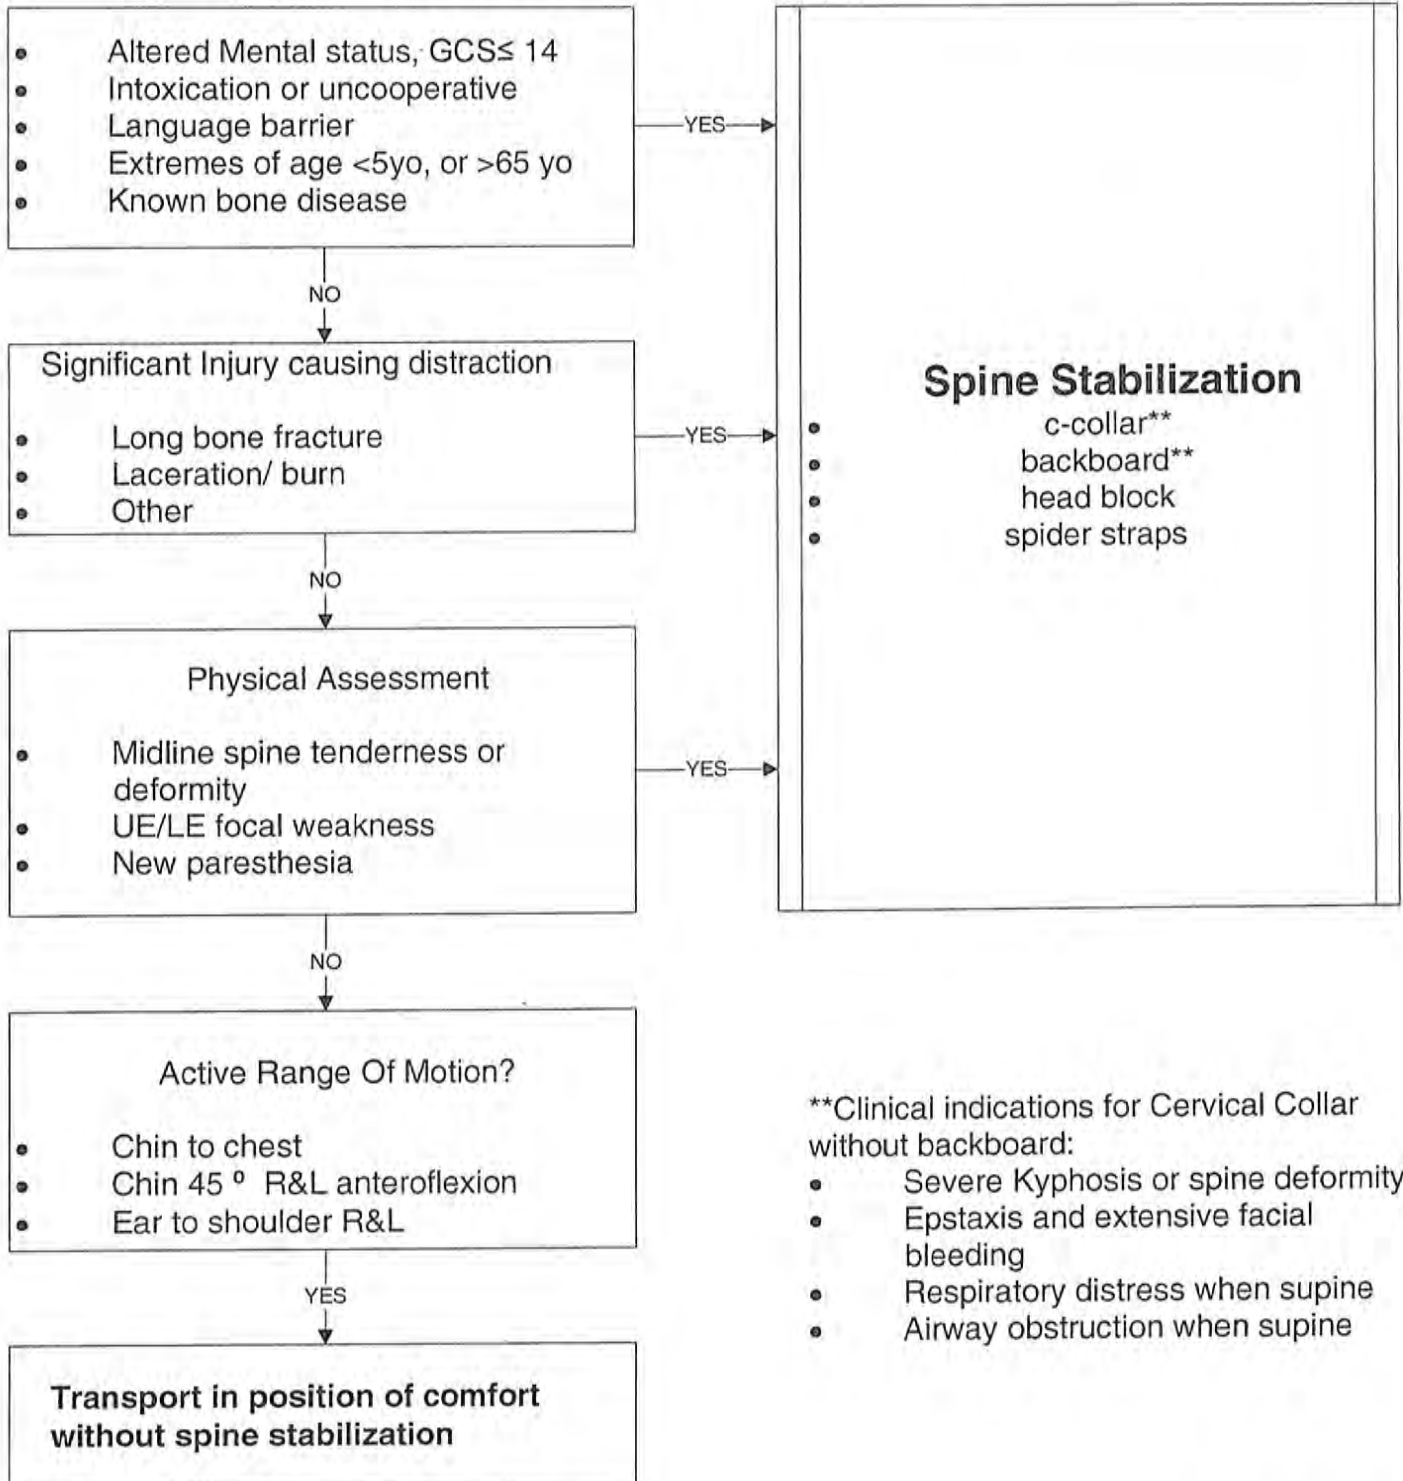 • Altered Mental status, GCS≤ 14
• Intoxication or uncooperative
• Language barrier
• Extremes of age <5yo, or >65 yo
• Known bone disease
YES
NO
Significant Injury causing distraction
• Long bone fracture
• Laceration/ burn
• Other
YES
NO
Physical Assessment
• Midline spine tenderness or
deformity
• UE/LE focal weakness
• New paresthesia
YES
NO
Active Range Of Motion?
• Chin to chest
• Chin 45 º R&L anteroflexion
• Ear to shoulder R&L
YES
Transport in position of comfort
without spine stabilization
Spine Stabilization
• c-collar**
• backboard**
• head block
• spider straps
**Clinical indications for Cervical Collar
without backboard:
• Severe Kyphosis or spine deformity
• Epstaxis and extensive facial
bleeding
• Respiratory distress when supine
• Airway obstruction when supine